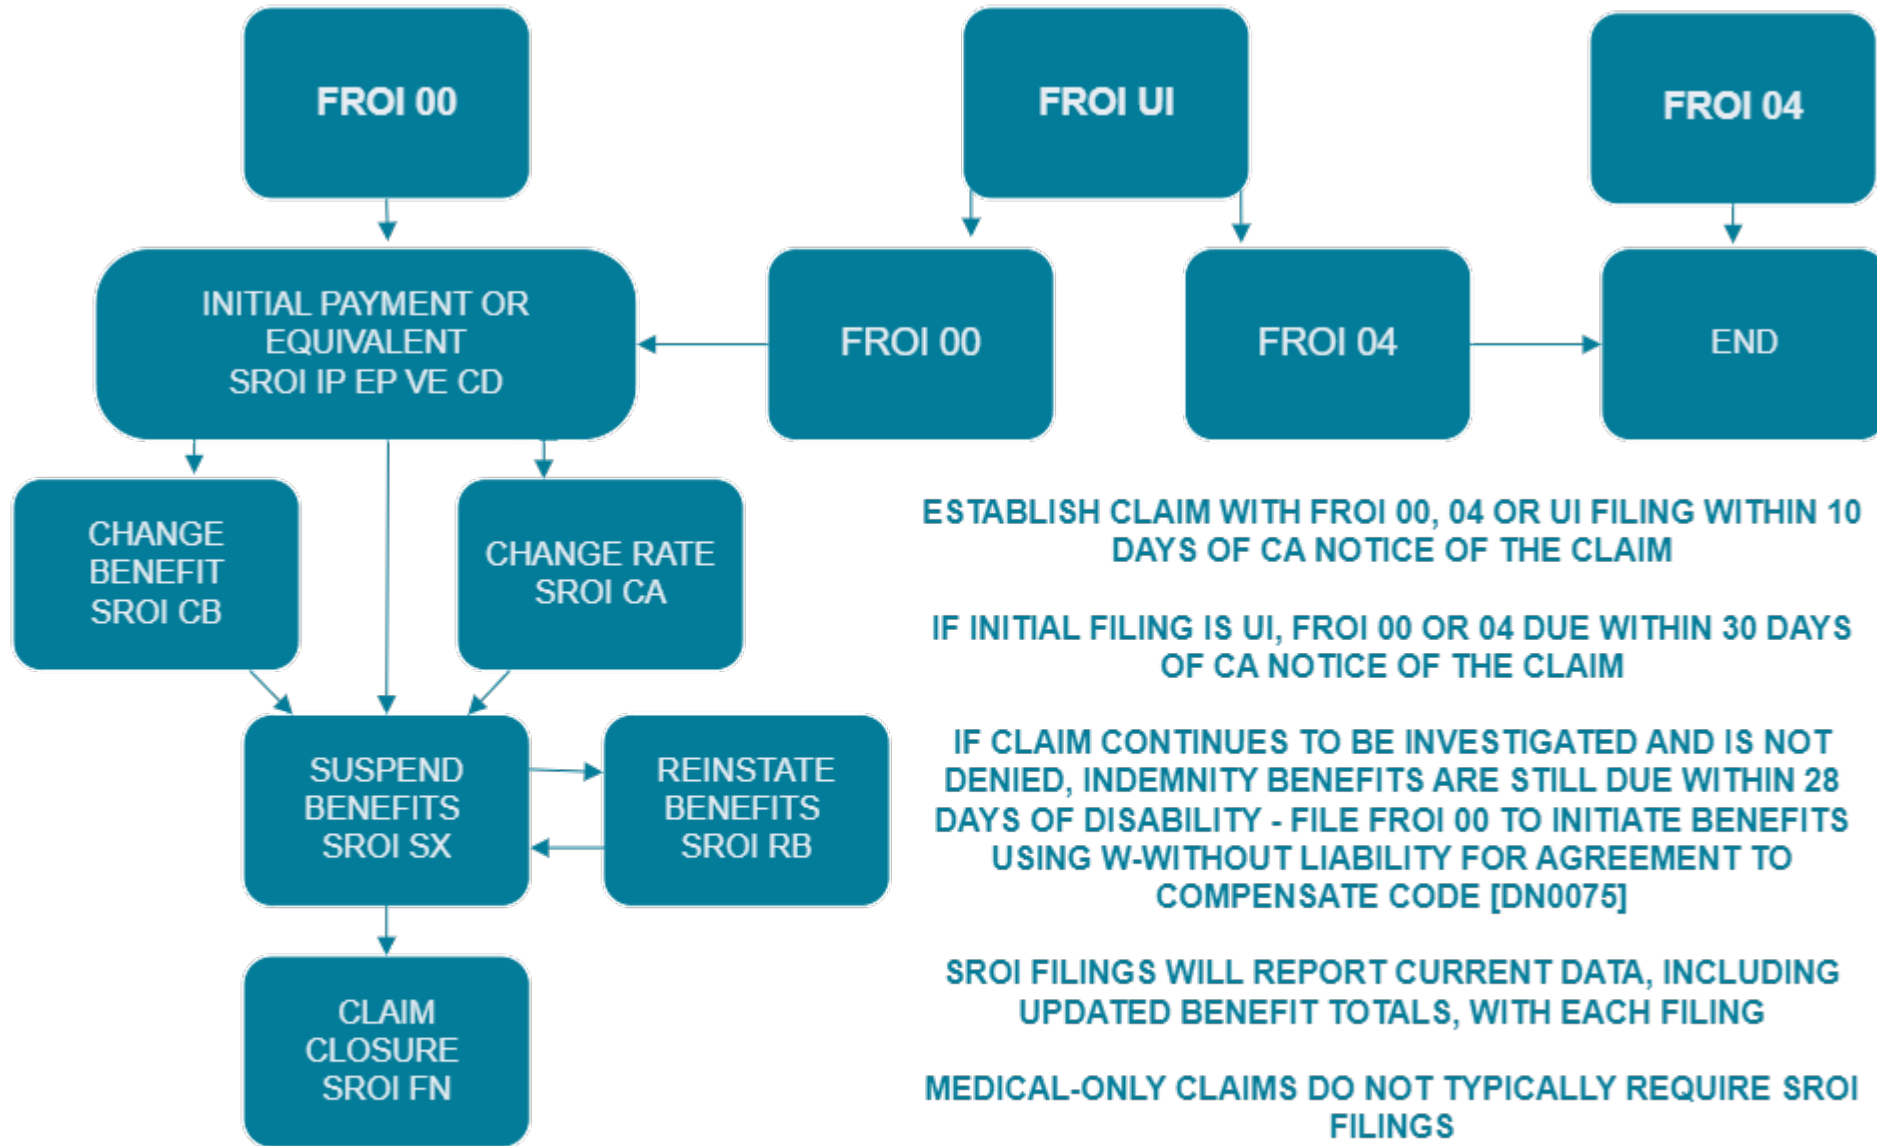 FROI 00
FROI UI
FROI 04
INITIAL PAYMENT OR
EQUIVALENT
SROI IP EP VE CD
FROI 00
FROI 04
END
CHANGE
BENEFIT
SROI CB
CHANGE RATE
SROI CA
SUSPEND
BENEFITS
SROI SX
REINSTATE
BENEFITS
SROI RB
CLAIM
CLOSURE
SROI FN
ESTABLISH CLAIM WITH FROI 00, 04 OR UI FILING WITHIN 10
DAYS OF CA NOTICE OF THE CLAIM
IF INITIAL FILING IS UI, FROI 00 OR 04 DUE WITHIN 30 DAYS
OF CA NOTICE OF THE CLAIM
IF CLAIM CONTINUES TO BE INVESTIGATED AND IS NOT
DENIED, INDEMNITY BENEFITS ARE STILL DUE WITHIN 28
DAYS OF DISABILITY - FILE FROI 00 TO INITIATE BENEFITS
USING W-WITHOUT LIABILITY FOR AGREEMENT TO
COMPENSATE CODE [DN0075]
SROI FILINGS WILL REPORT CURRENT DATA, INCLUDING
UPDATED BENEFIT TOTALS, WITH EACH FILING
MEDICAL-ONLY CLAIMS DO NOT TYPICALLY REQUIRE SROI
FILINGS